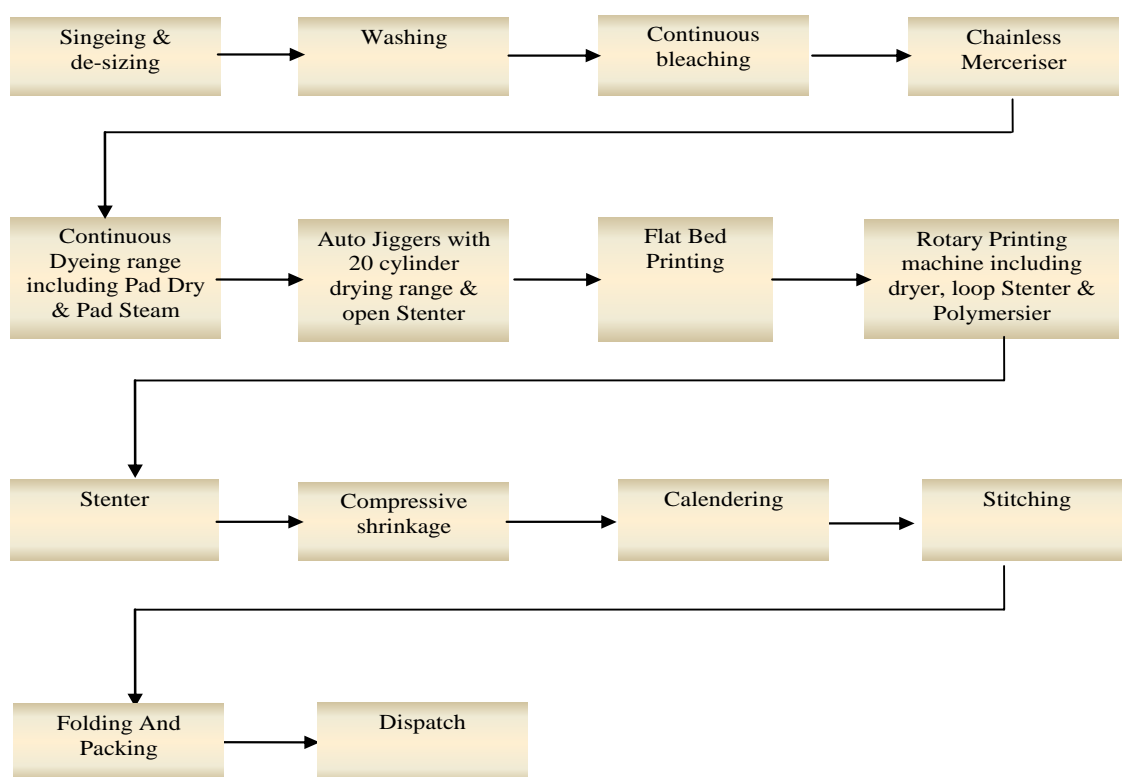 Singeing &
de-sizing
Washing
Continuous
bleaching
Chainless
Merceriser
Continuous
Dyeing range
including Pad Dry
& Pad Steam
Auto Jiggers with
20 cylinder
drying range &
open Stenter
Flat Bed
Printing
Rotary Printing
machine including
dryer, loop Stenter &
Polymersier
Stenter
Compressive
shrinkage
Calendering
Stitching
Folding And
Packing
Dispatch